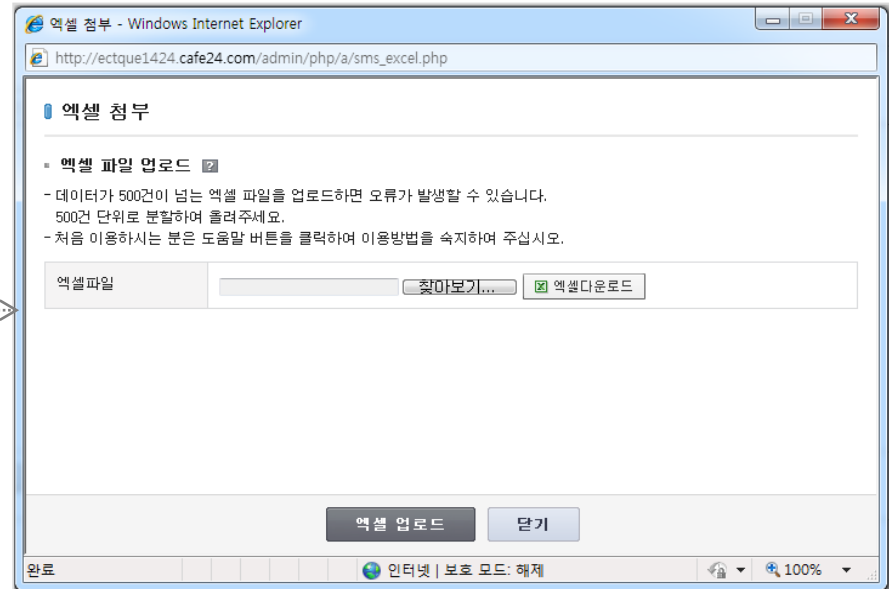 엑셀 첨부 - Windows Internet Explorer
http://ectque1424.cafe24.com/admin/php/a/sms_excel.php
엑셀 첨부
엑셀 파일 업로드 ?
- 데이터가 500건이 넘는 엑셀 파일을 업로드하면 오류가 발생할 수 있습니다.
500건 단위로 분할하여 올려주세요.
- 처음 이용하시는 분은 도움말 버튼을 클릭하여 이용방법을 숙지하여 주십시오.
엑셀파일 찾아보기... 엑셀다운로드
엑셀 업로드 닫기
완료 인터넷 | 보호 모드: 해제 100%